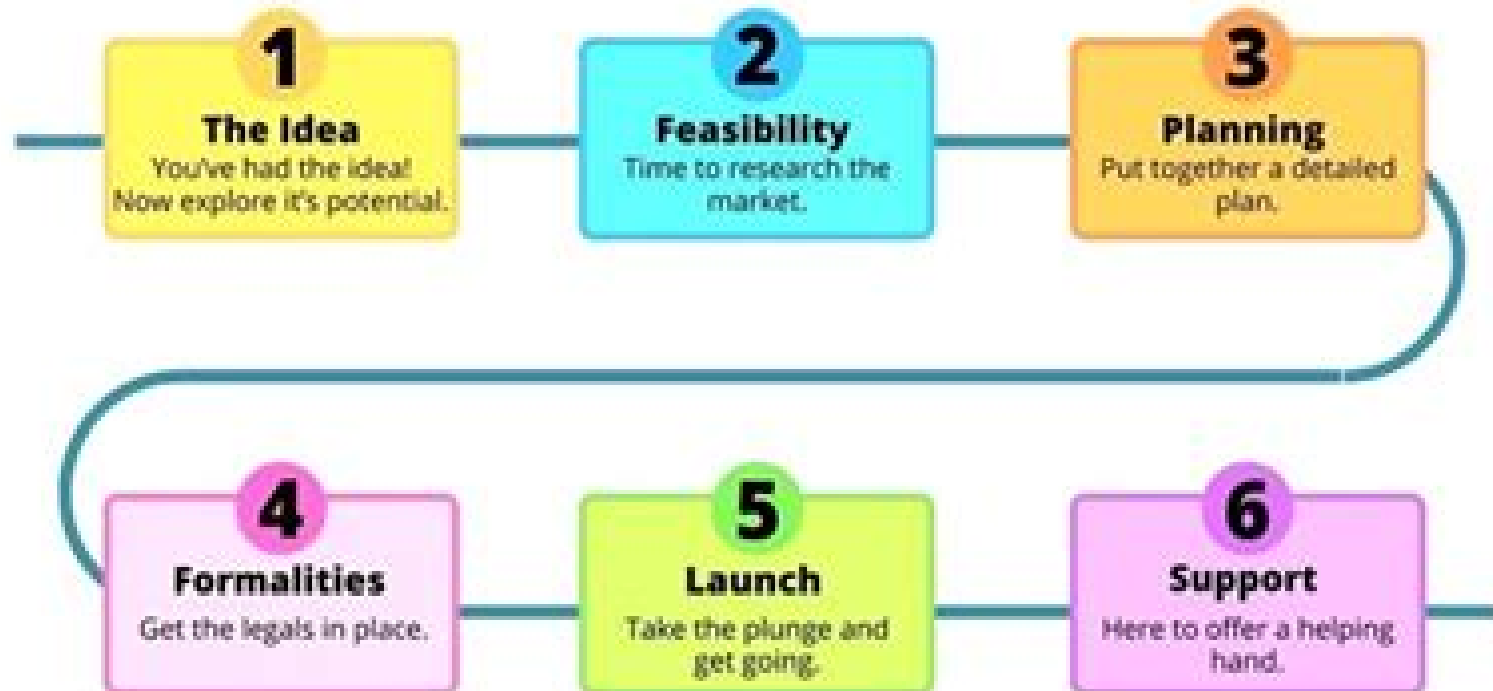 1
The Idea
You've had the idea!
Now explore it's potential.
2
Feasibility
Time to research the
market.
3
Planning
Put together a detailed
plan.
4
Formalities
Get the legals in place.
5
Launch
Take the plunge and
get going.
6
Support
Here to offer a helping
hand.